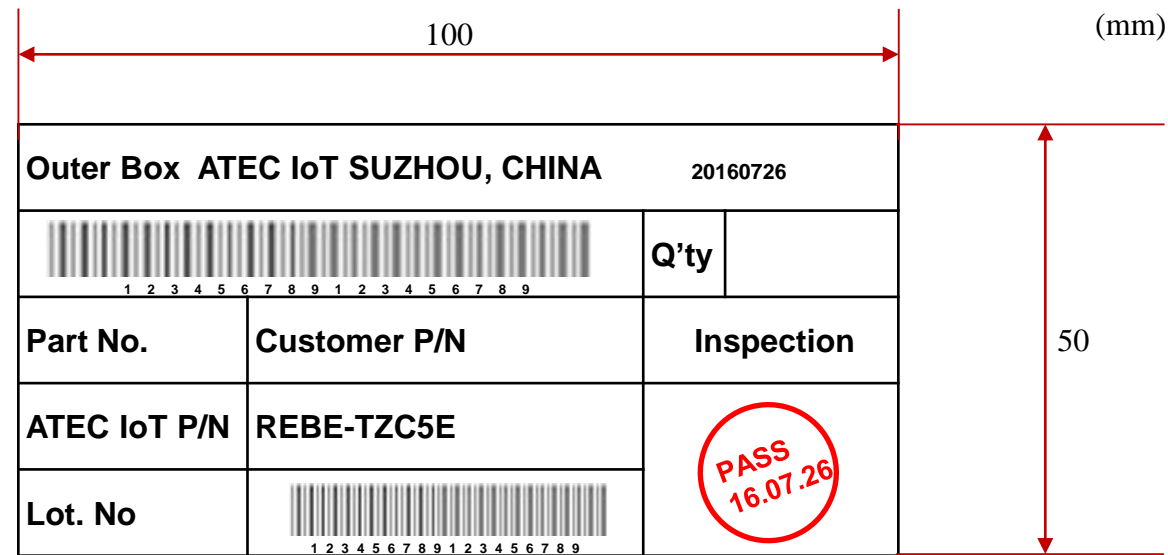 100
(mm)
Outer Box ATEC IoT SUZHOU, CHINA 20160726
1 2 3 4 5 6 7 8 9 1 2 3 4 5 6 7 8 9
Q’ty
Part No. Customer P/N Inspection
50
ATEC IoT P/N REBE-TZC5E
PASS
16.07.26
Lot. No
1 2 3 4 5 6 7 8 9 1 2 3 4 5 6 7 8 9